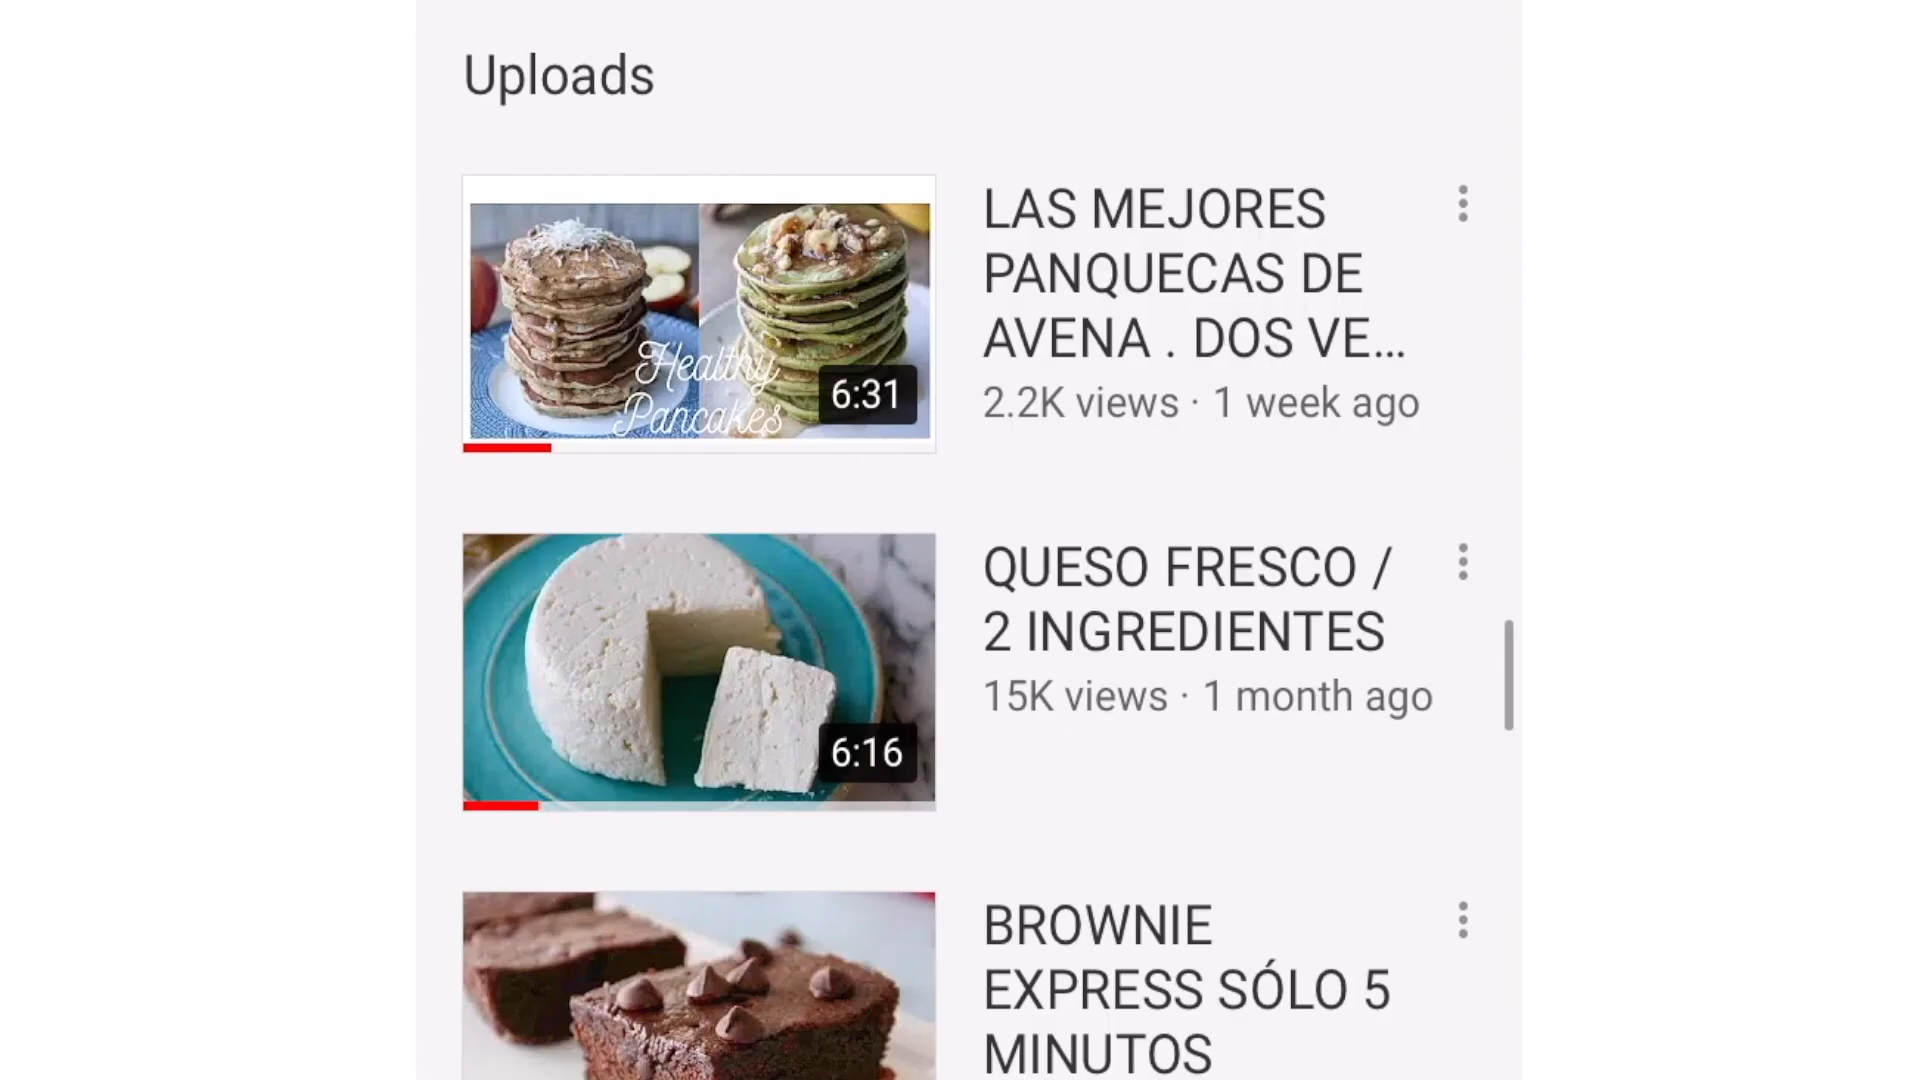 Uploads
LAS MEJORES
PANQUECAS DE
AVENA . DOS VE...
2.2K views · 1 week ago
Healthy
Pancakes
6:31
QUESO FRESCO /
2 INGREDIENTES
15K views · 1 month ago
6:16
BROWNIE
EXPRESS SÓLO 5
MINUTOS